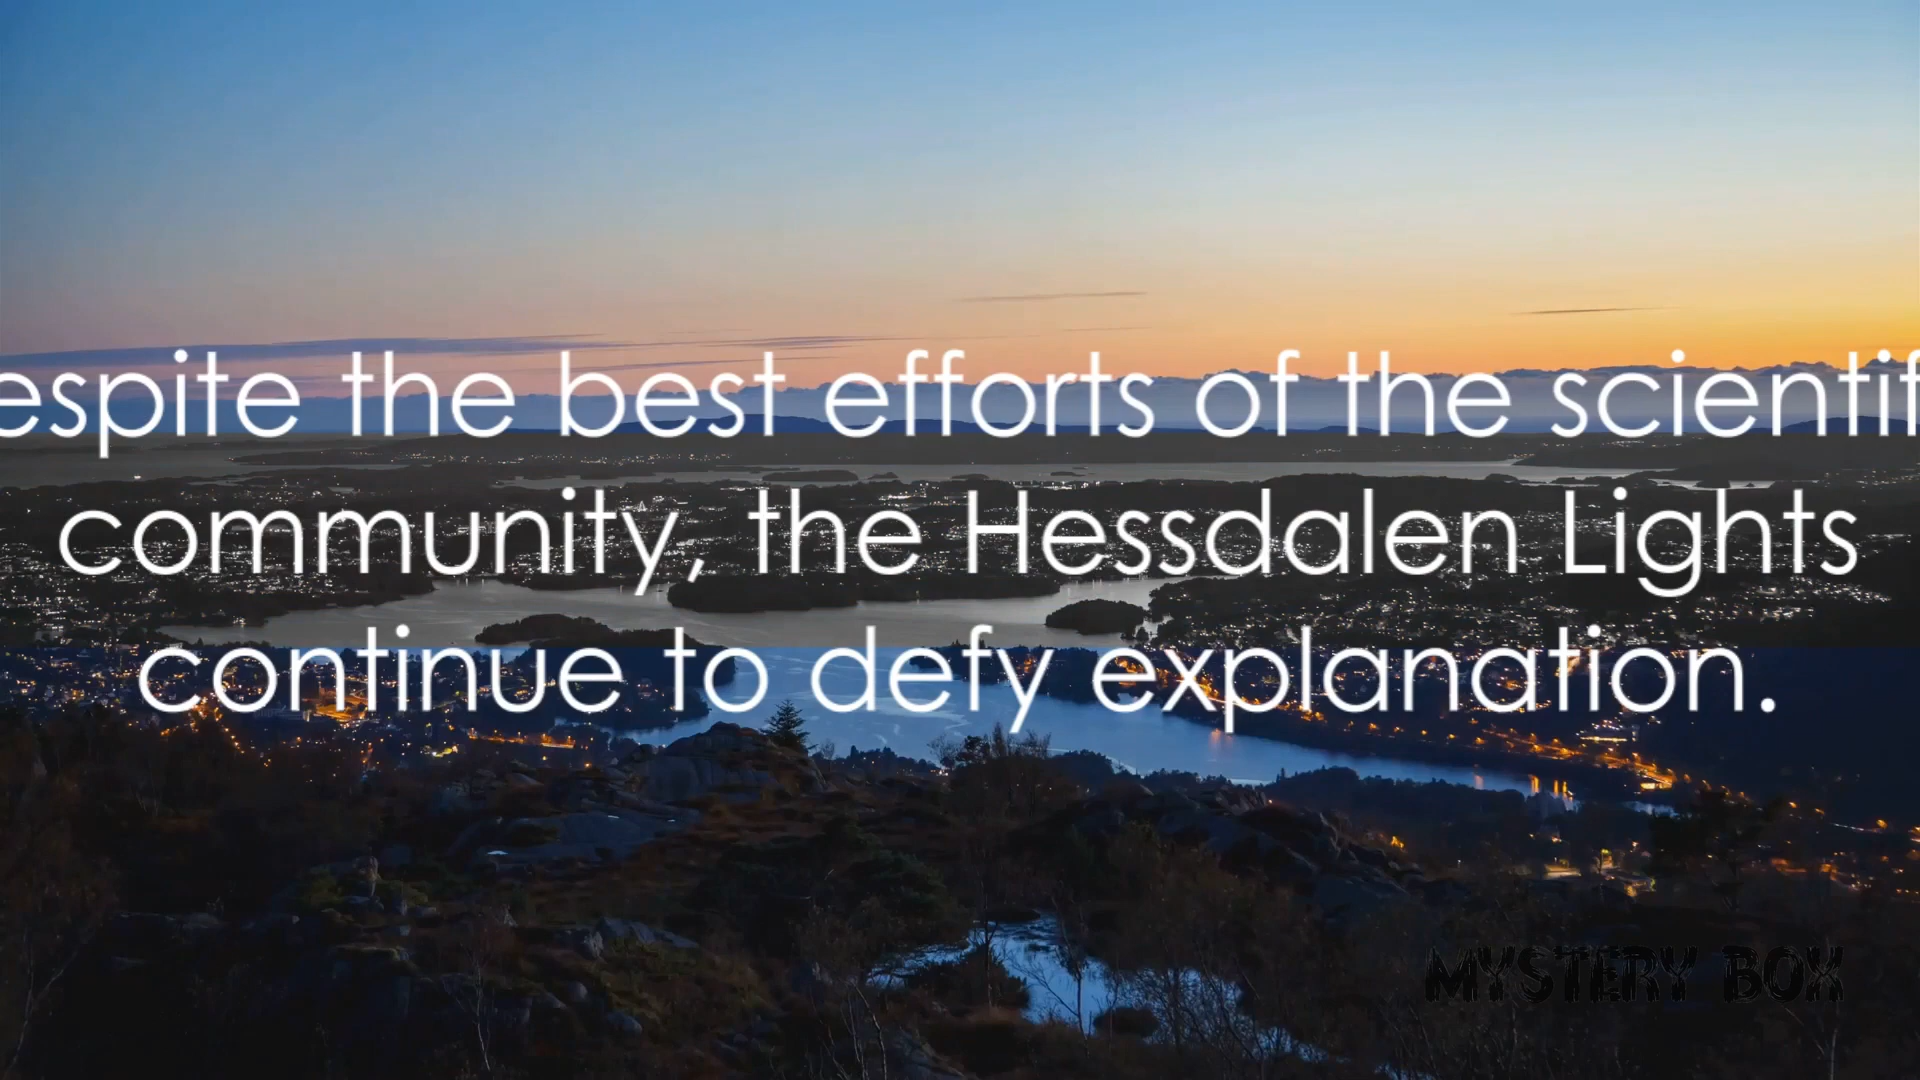 espite the best efforts of the scientif
community, the Hessdalen Lights
continue to defy explanation.
MYSTERY BOX